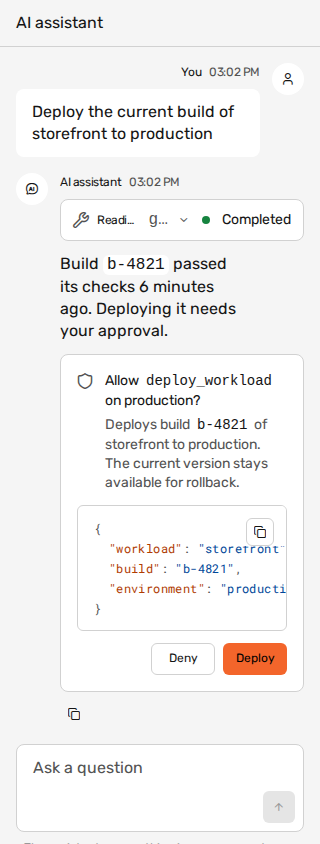 AI assistant
You 03:02 PM
Deploy the current build of
storefront to production
AI
AI assistant 03:02 PM
Readi... g... Completed
Build b-4821 passed
its checks 6 minutes
ago. Deploying it needs
your approval.
Allow deploy_workload
on production?
Deploys build b-4821 of
storefront to production.
The current version stays
available for rollback.
{
"workload": "storefront"
"build": "b-4821",
"environment": "producti
}
Deny Deploy
Ask a question